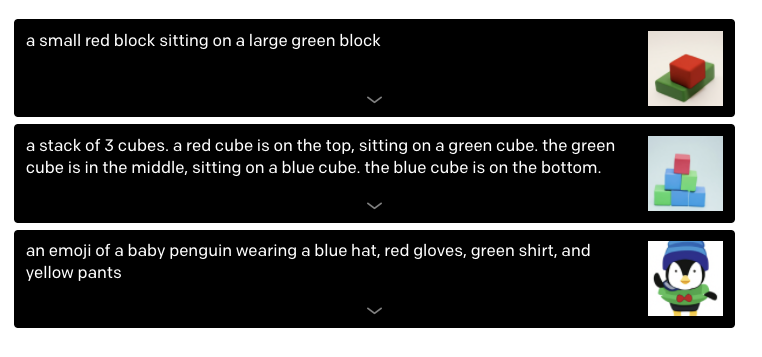 a small red block sitting on a large green block
a stack of 3 cubes. a red cube is on the top, sitting on a green cube. the green
cube is in the middle, sitting on a blue cube. the blue cube is on the bottom.
an emoji of a baby penguin wearing a blue hat, red gloves, green shirt, and
yellow pants